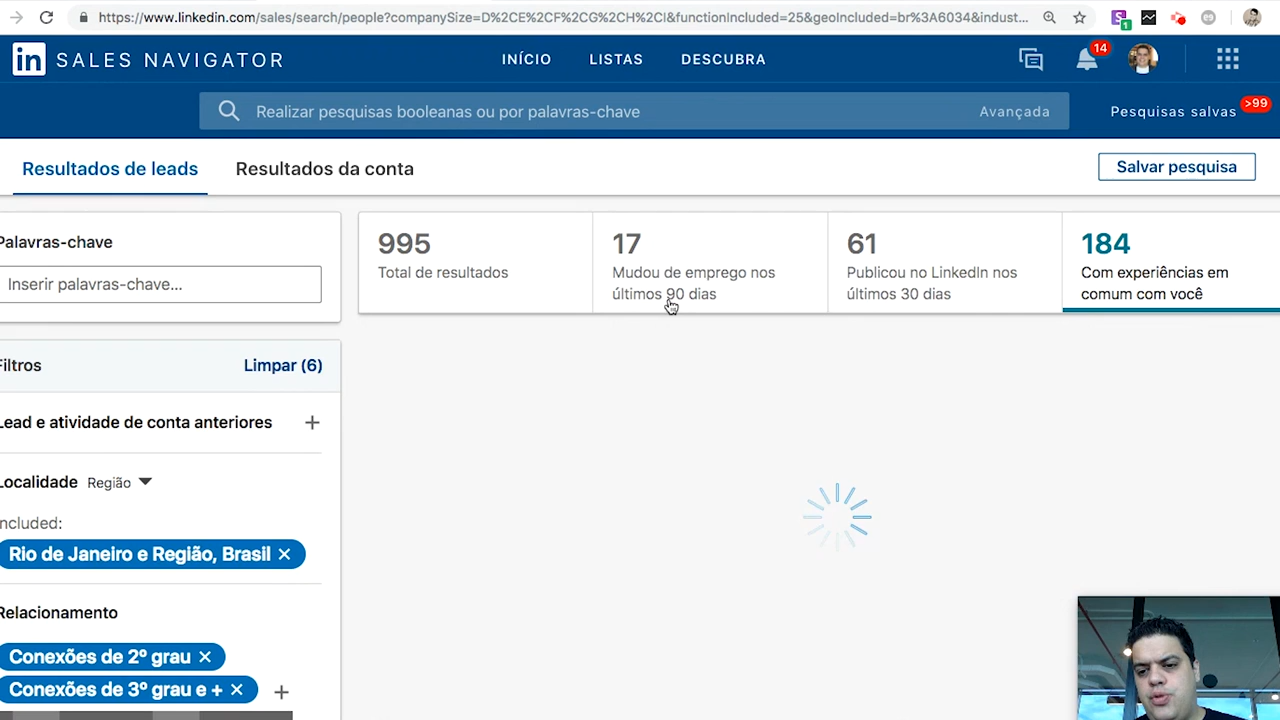 https://www.linkedin.com/sales/search/people?companySize=D%2CE%2CF%2CG%2CH%2CI&functionIncluded=25&geoIncluded=br%3A6034&indust...
1
in SALES NAVIGATOR
INÍCIO
LISTAS
DESCUBRA
14
Realizar pesquisas booleanas ou por palavras-chave
Avançada
Pesquisas salvas
>99
Resultados de leads
Resultados da conta
Salvar pesquisa
Palavras-chave
Inserir palavras-chave...
995
Total de resultados
17
Mudou de emprego nos
últimos 90 dias
61
Publicou no LinkedIn nos
últimos 30 dias
184
Com experiências em
comum com você
Filtros
Limpar (6)
Lead e atividade de conta anteriores
Localidade Região
Included:
Rio de Janeiro e Região, Brasil
Relacionamento
Conexões de 2º grau
Conexões de 3º grau e +